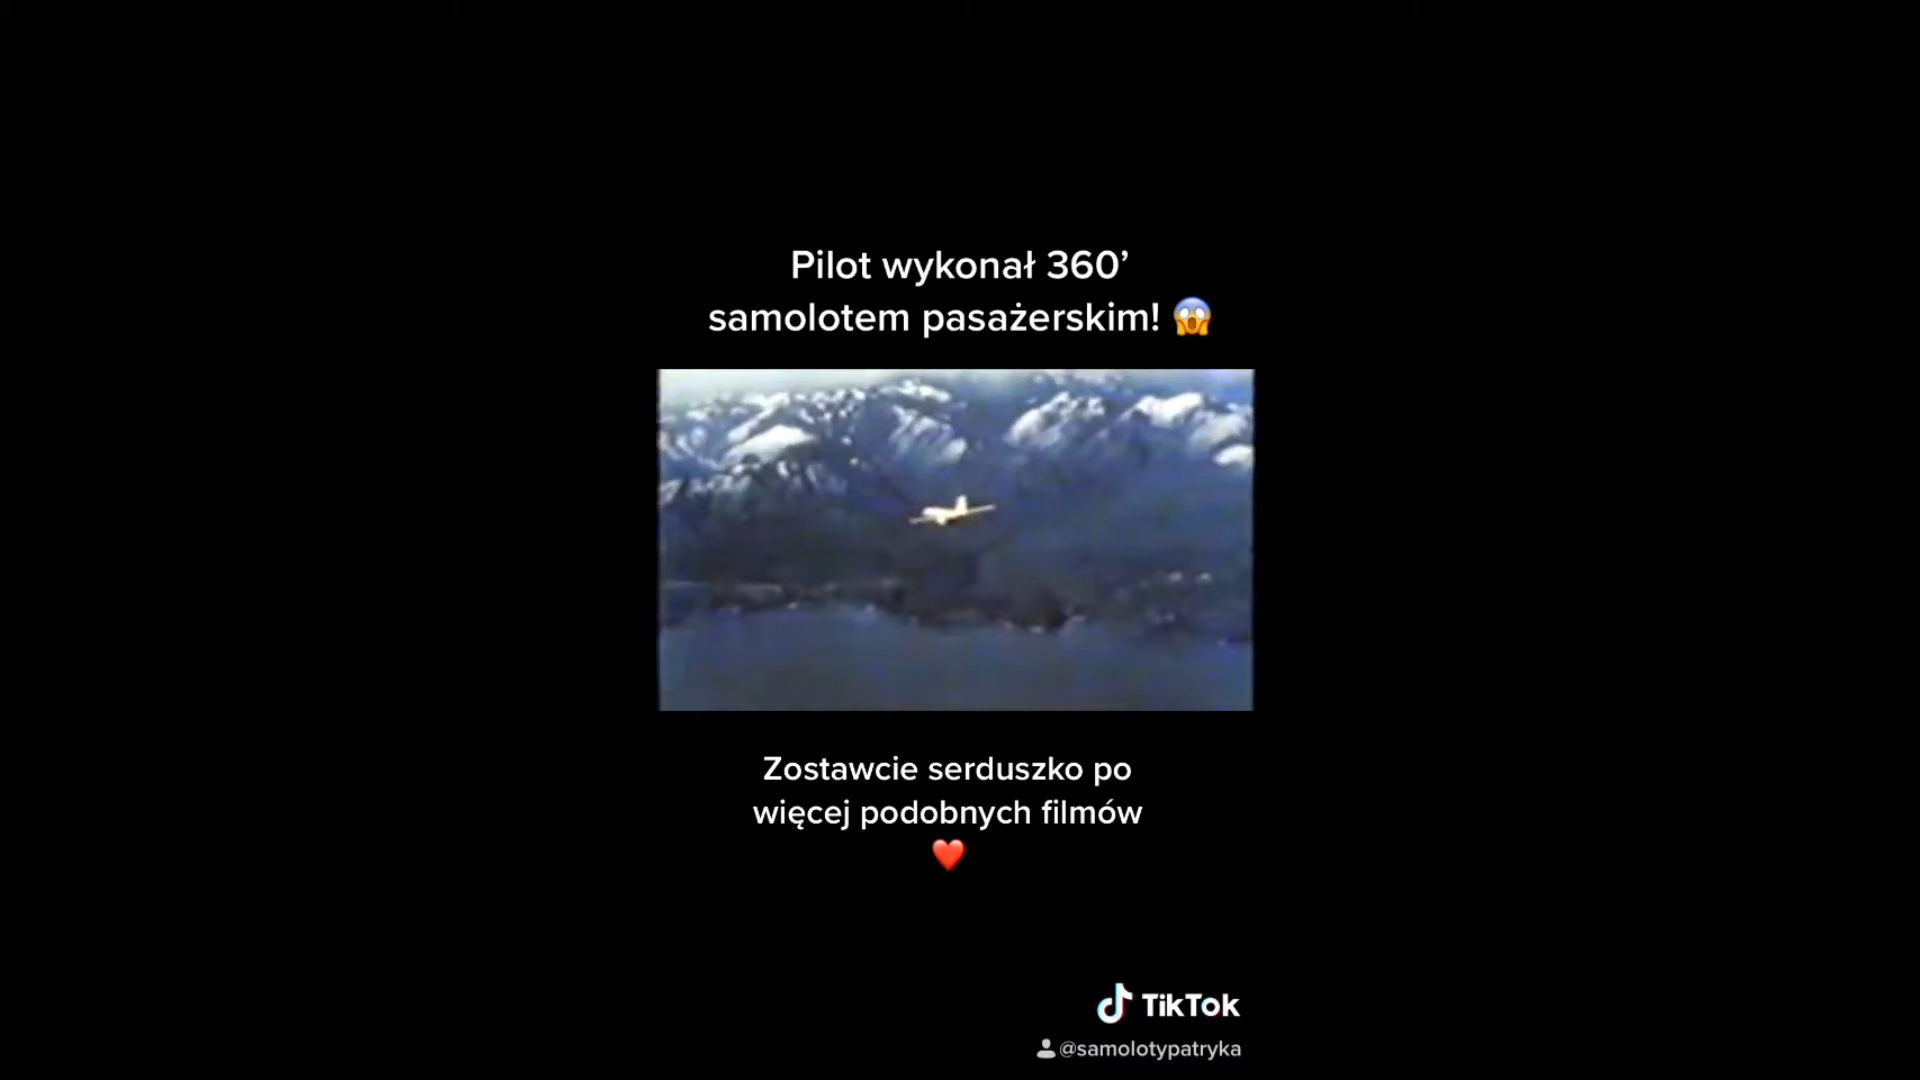 Pilot wykonał 360’
samolotem pasażerskim! 😱
Zostawcie serduszko po
więcej podobnych filmów
❤️
TikTok
@samolotypatryka